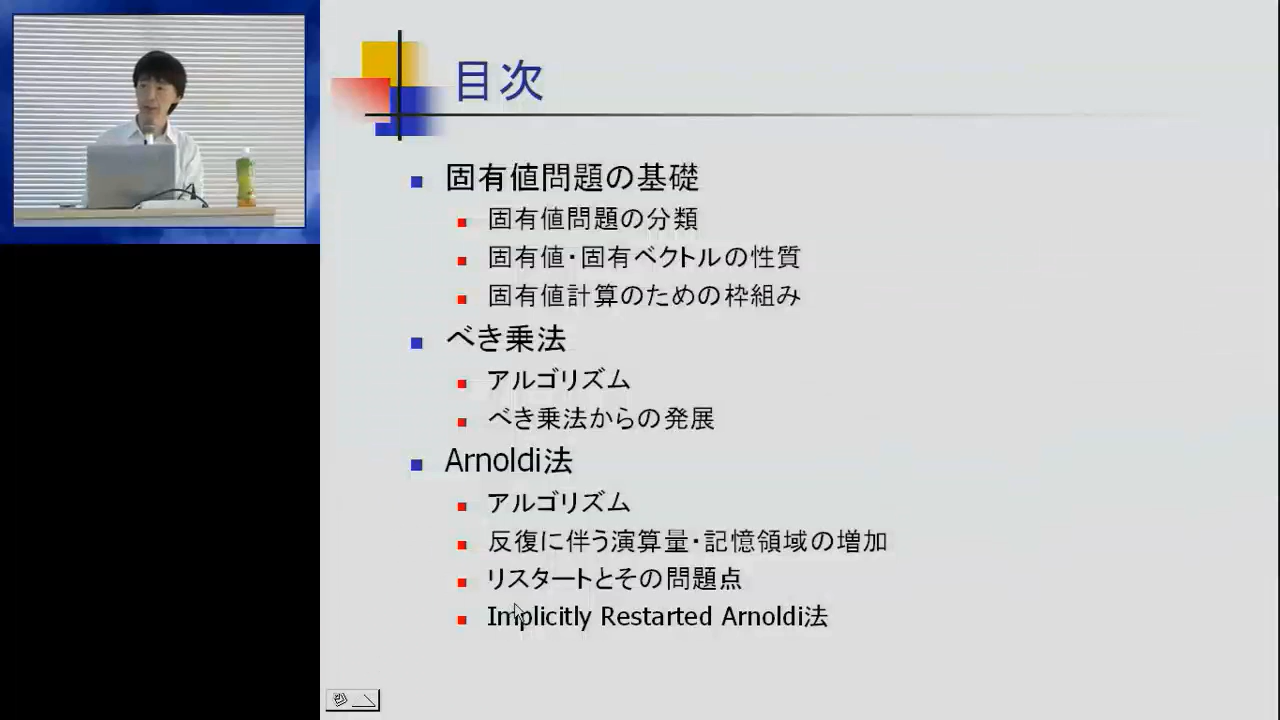 目次
固有値問題の基礎
固有値問題の分類
固有値・固有ベクトルの性質
固有値計算のための枠組み
べき乗法
アルゴリズム
べき乗法からの発展
Arnoldi法
アルゴリズム
反復に伴う演算量・記憶領域の増加
リスタートとその問題点
Implicitly Restarted Arnoldi法